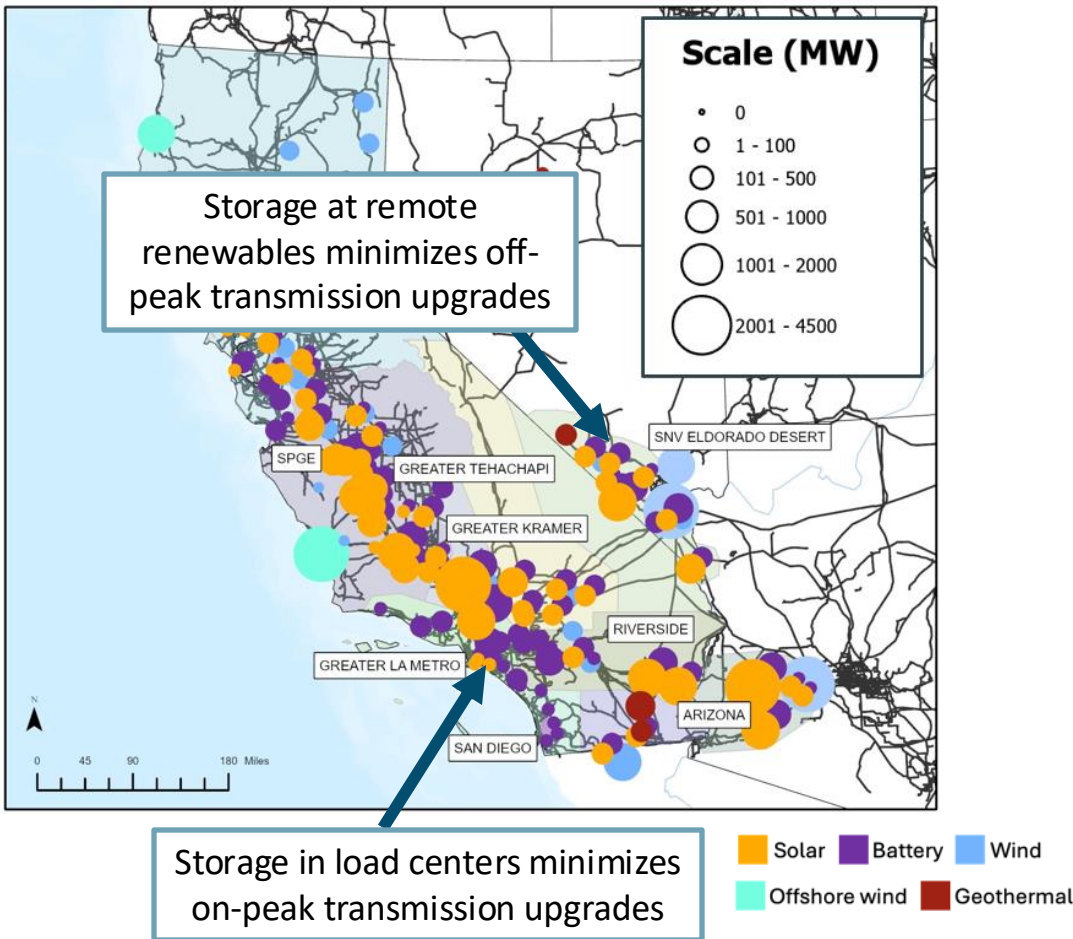 Scale (MW)
0
1 - 100
101 - 500
501 - 1000
1001 - 2000
2001 - 4500
Storage at remote
renewables minimizes off-
peak transmission upgrades
SNV ELDORADO DESERT
SPGE
GREATER TEHACHAPI
GREATER KRAMER
RIVERSIDE
GREATER LA METRO
ARIZONA
SAN DIEGO
N
0 45 90 180 Miles
Storage in load centers minimizes
on-peak transmission upgrades
Solar Battery Wind
Offshore wind Geothermal